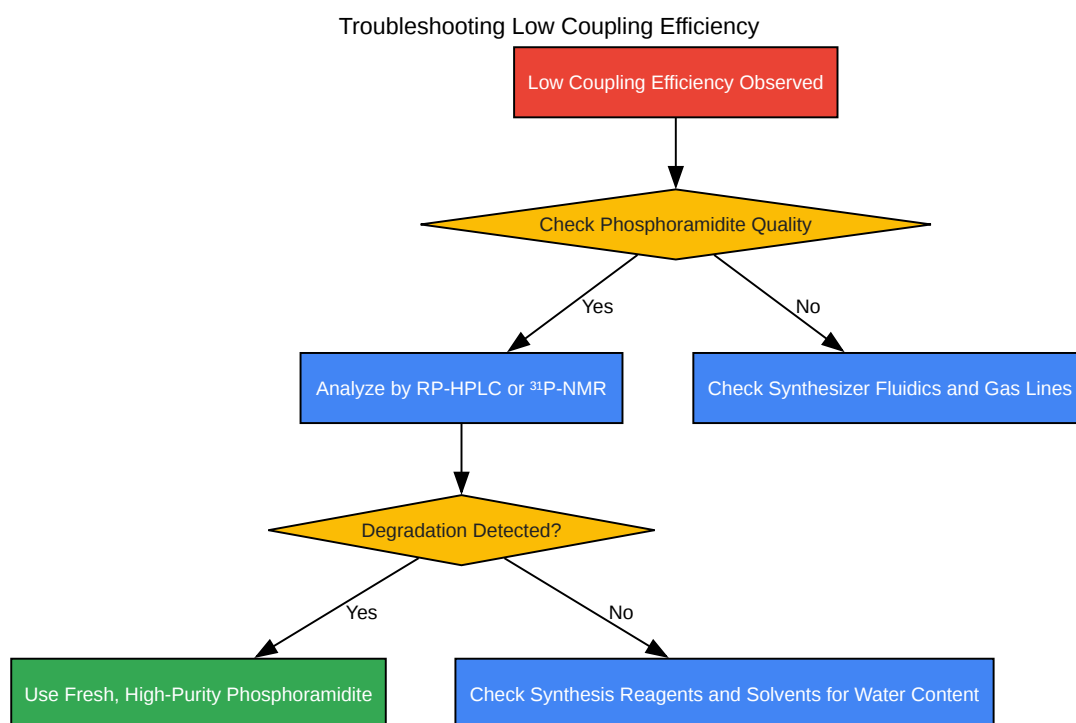 Troubleshooting Low Coupling Efficiency
Low Coupling Efficiency Observed
Check Phosphoramidite Quality
Yes
No
Analyze by RP-HPLC or ³¹P-NMR
Check Synthesizer Fluidics and Gas Lines
Degradation Detected?
Yes
No
Use Fresh, High-Purity Phosphoramidite
Check Synthesis Reagents and Solvents for Water Content